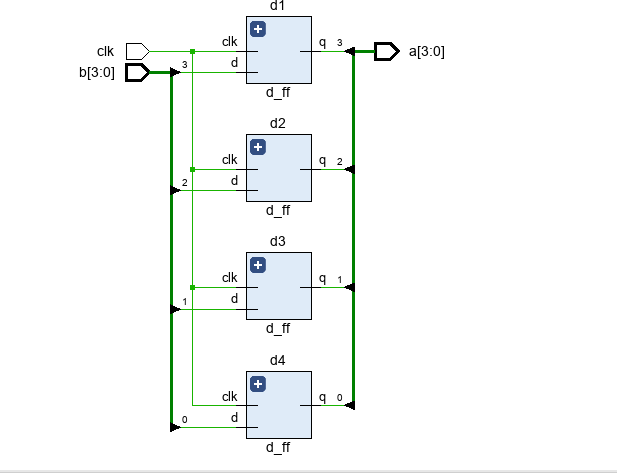 d1
clk
clk
q
3
a[3:0]
b[3:0]
3
d
d_ff
d2
clk
q
2
2
d
d_ff
d3
clk
q
1
1
d
d_ff
d4
clk
q
0
0
d
d_ff